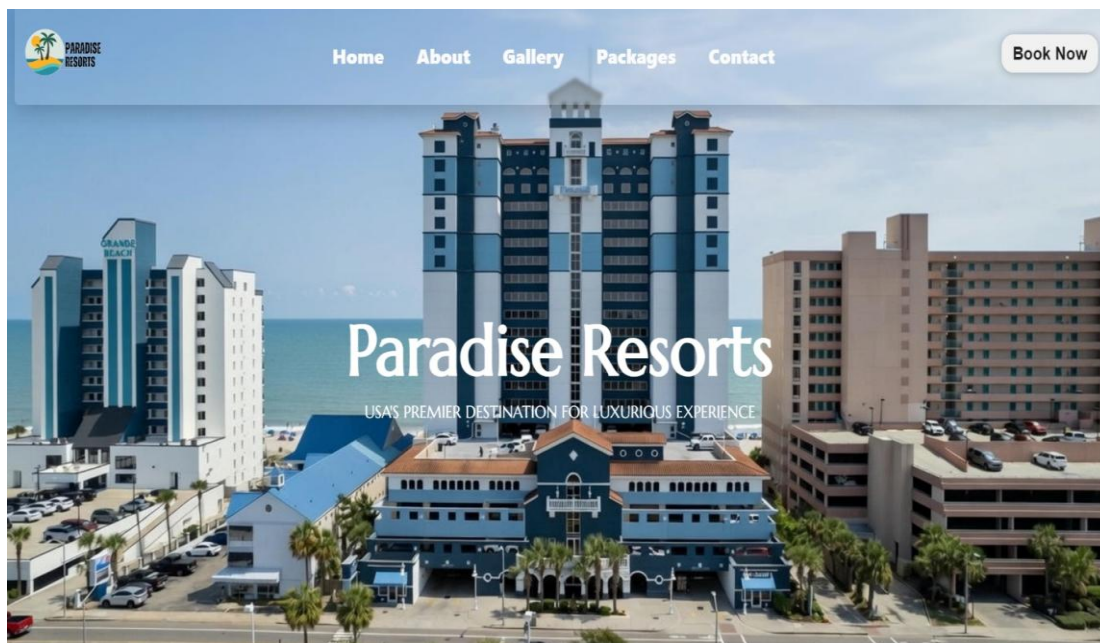 PARADISE
RESORTS
Home About Gallery Packages Contact
Book Now
GRANDE
BEACH
Paradise Resorts
USA'S PREMIER DESTINATION FOR LUXURIOUS EXPERIENCE